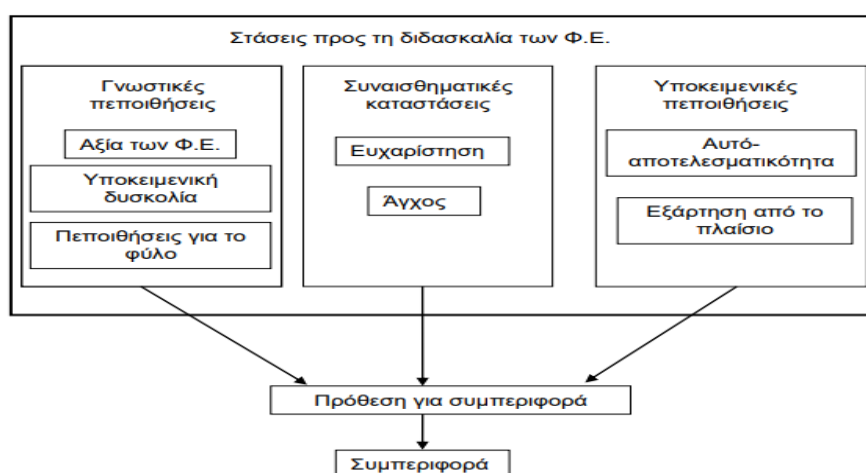 Στάσεις προς τη διδασκαλία των Φ.Ε.
Γνωστικές
πεποιθήσεις
Αξία των Φ.Ε.
Υποκειμενική
δυσκολία
Πεποιθήσεις για το
φύλο
Συναισθηματικές
καταστάσεις
Ευχαρίστηση
Άγχος
Υποκειμενικές
πεποιθήσεις
Αυτό-
αποτελεσματικότητα
Εξάρτηση από το
πλαίσιο
Πρόθεση για συμπεριφορά
Συμπεριφορά